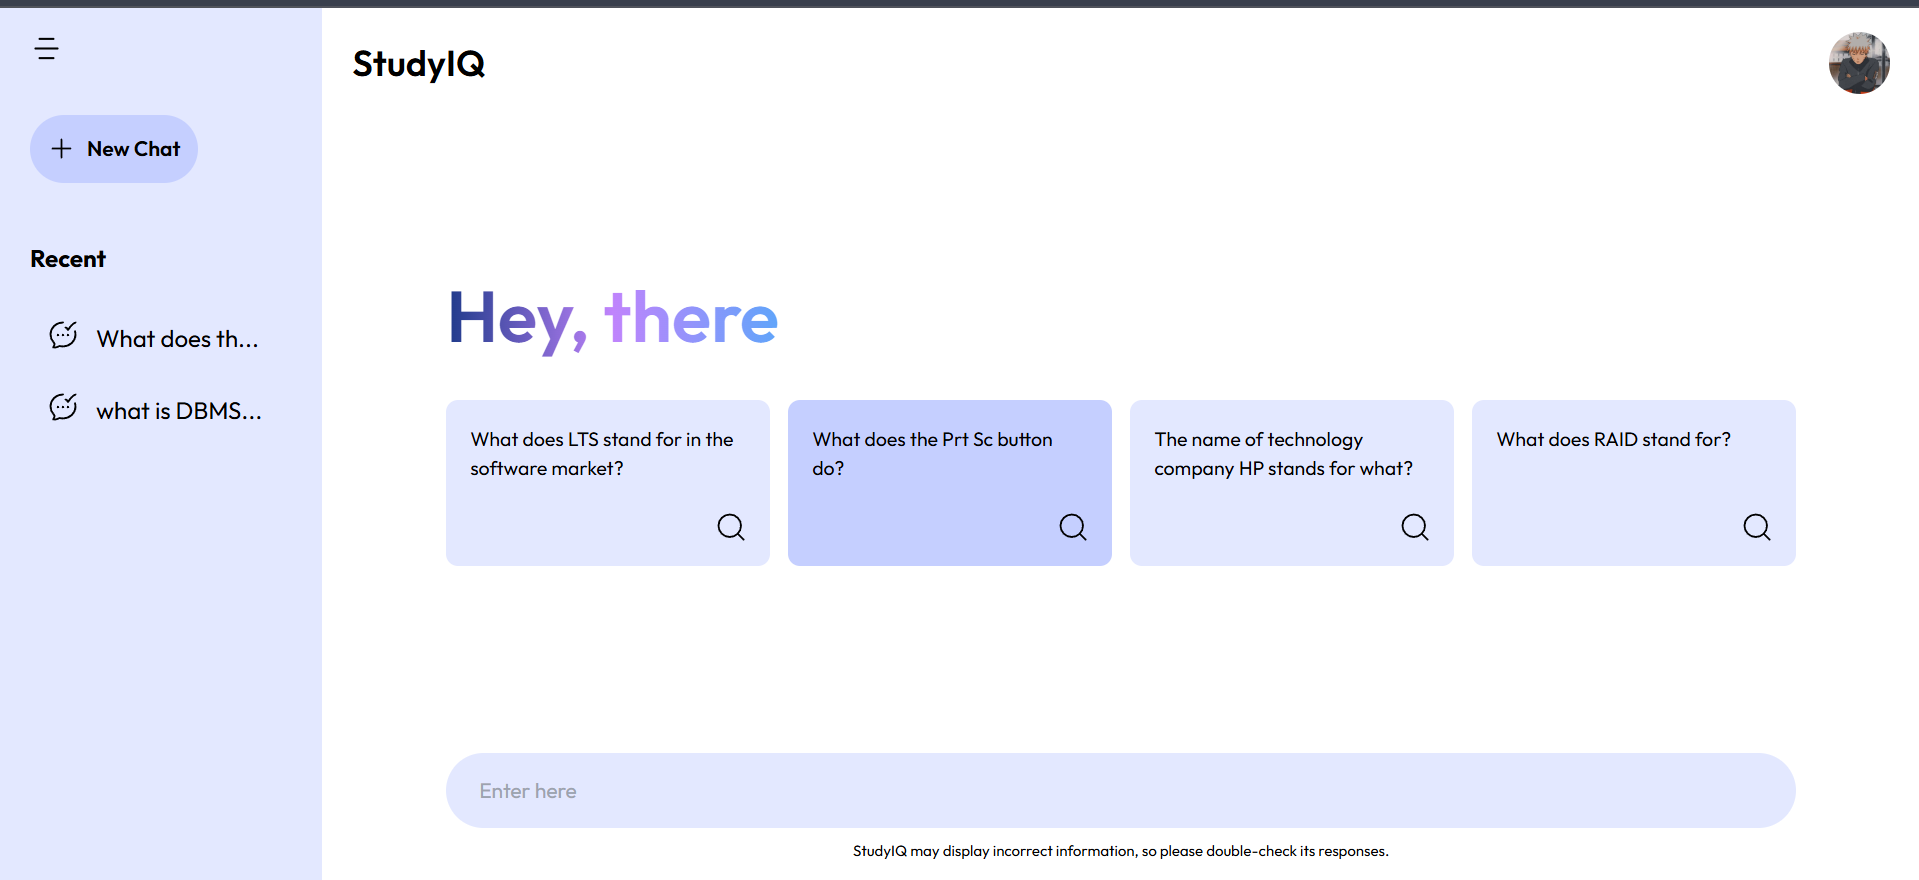 StudyIQ
New Chat
Recent
What does th...
what is DBMS...
Hey, there
What does LTS stand for in the
software market?
What does the Prt Sc button
do?
The name of technology
company HP stands for what?
What does RAID stand for?
Enter here
StudyIQ may display incorrect information, so please double-check its responses.